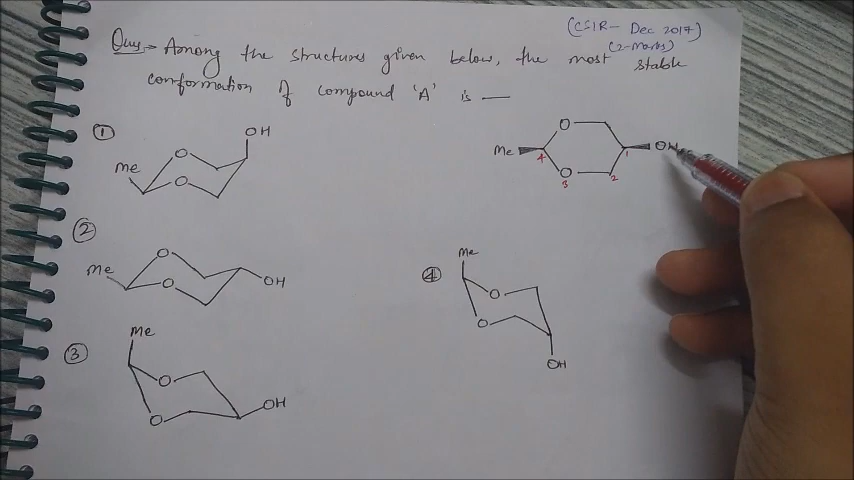 (CSIR- Dec 2017)
(2-Marks)
Ques→ Among the structures given below, the most stable
conformation of compound 'A' is —
①
OH
Me
O
O
Me
O
O
OH
4
3
2
1
②
Me
O
O
OH
③
Me
O
O
OH
④
Me
O
O
OH